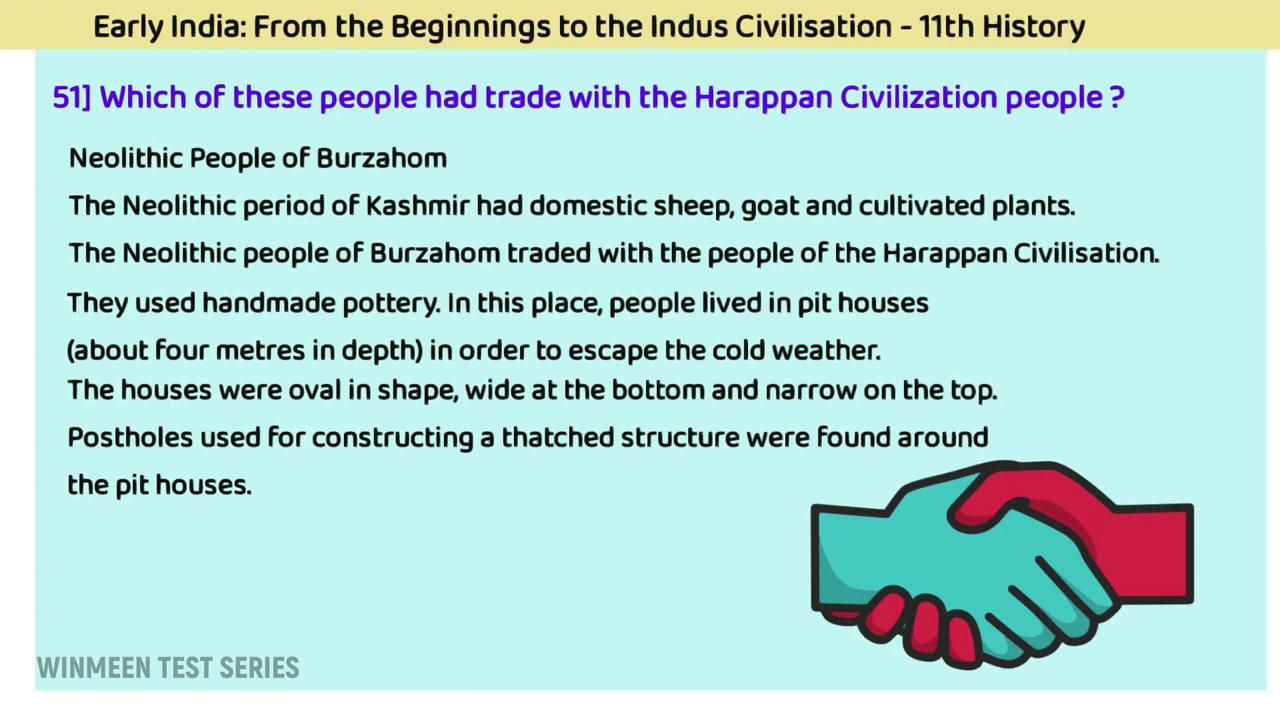 Early India: From the Beginnings to the Indus Civilisation - 11th History
51] Which of these people had trade with the Harappan Civilization people ?
Neolithic People of Burzahom
The Neolithic period of Kashmir had domestic sheep, goat and cultivated plants.
The Neolithic people of Burzahom traded with the people of the Harappan Civilisation.
They used handmade pottery. In this place, people lived in pit houses
(about four metres in depth) in order to escape the cold weather.
The houses were oval in shape, wide at the bottom and narrow on the top.
Postholes used for constructing a thatched structure were found around
the pit houses.
WINMEEN TEST SERIES